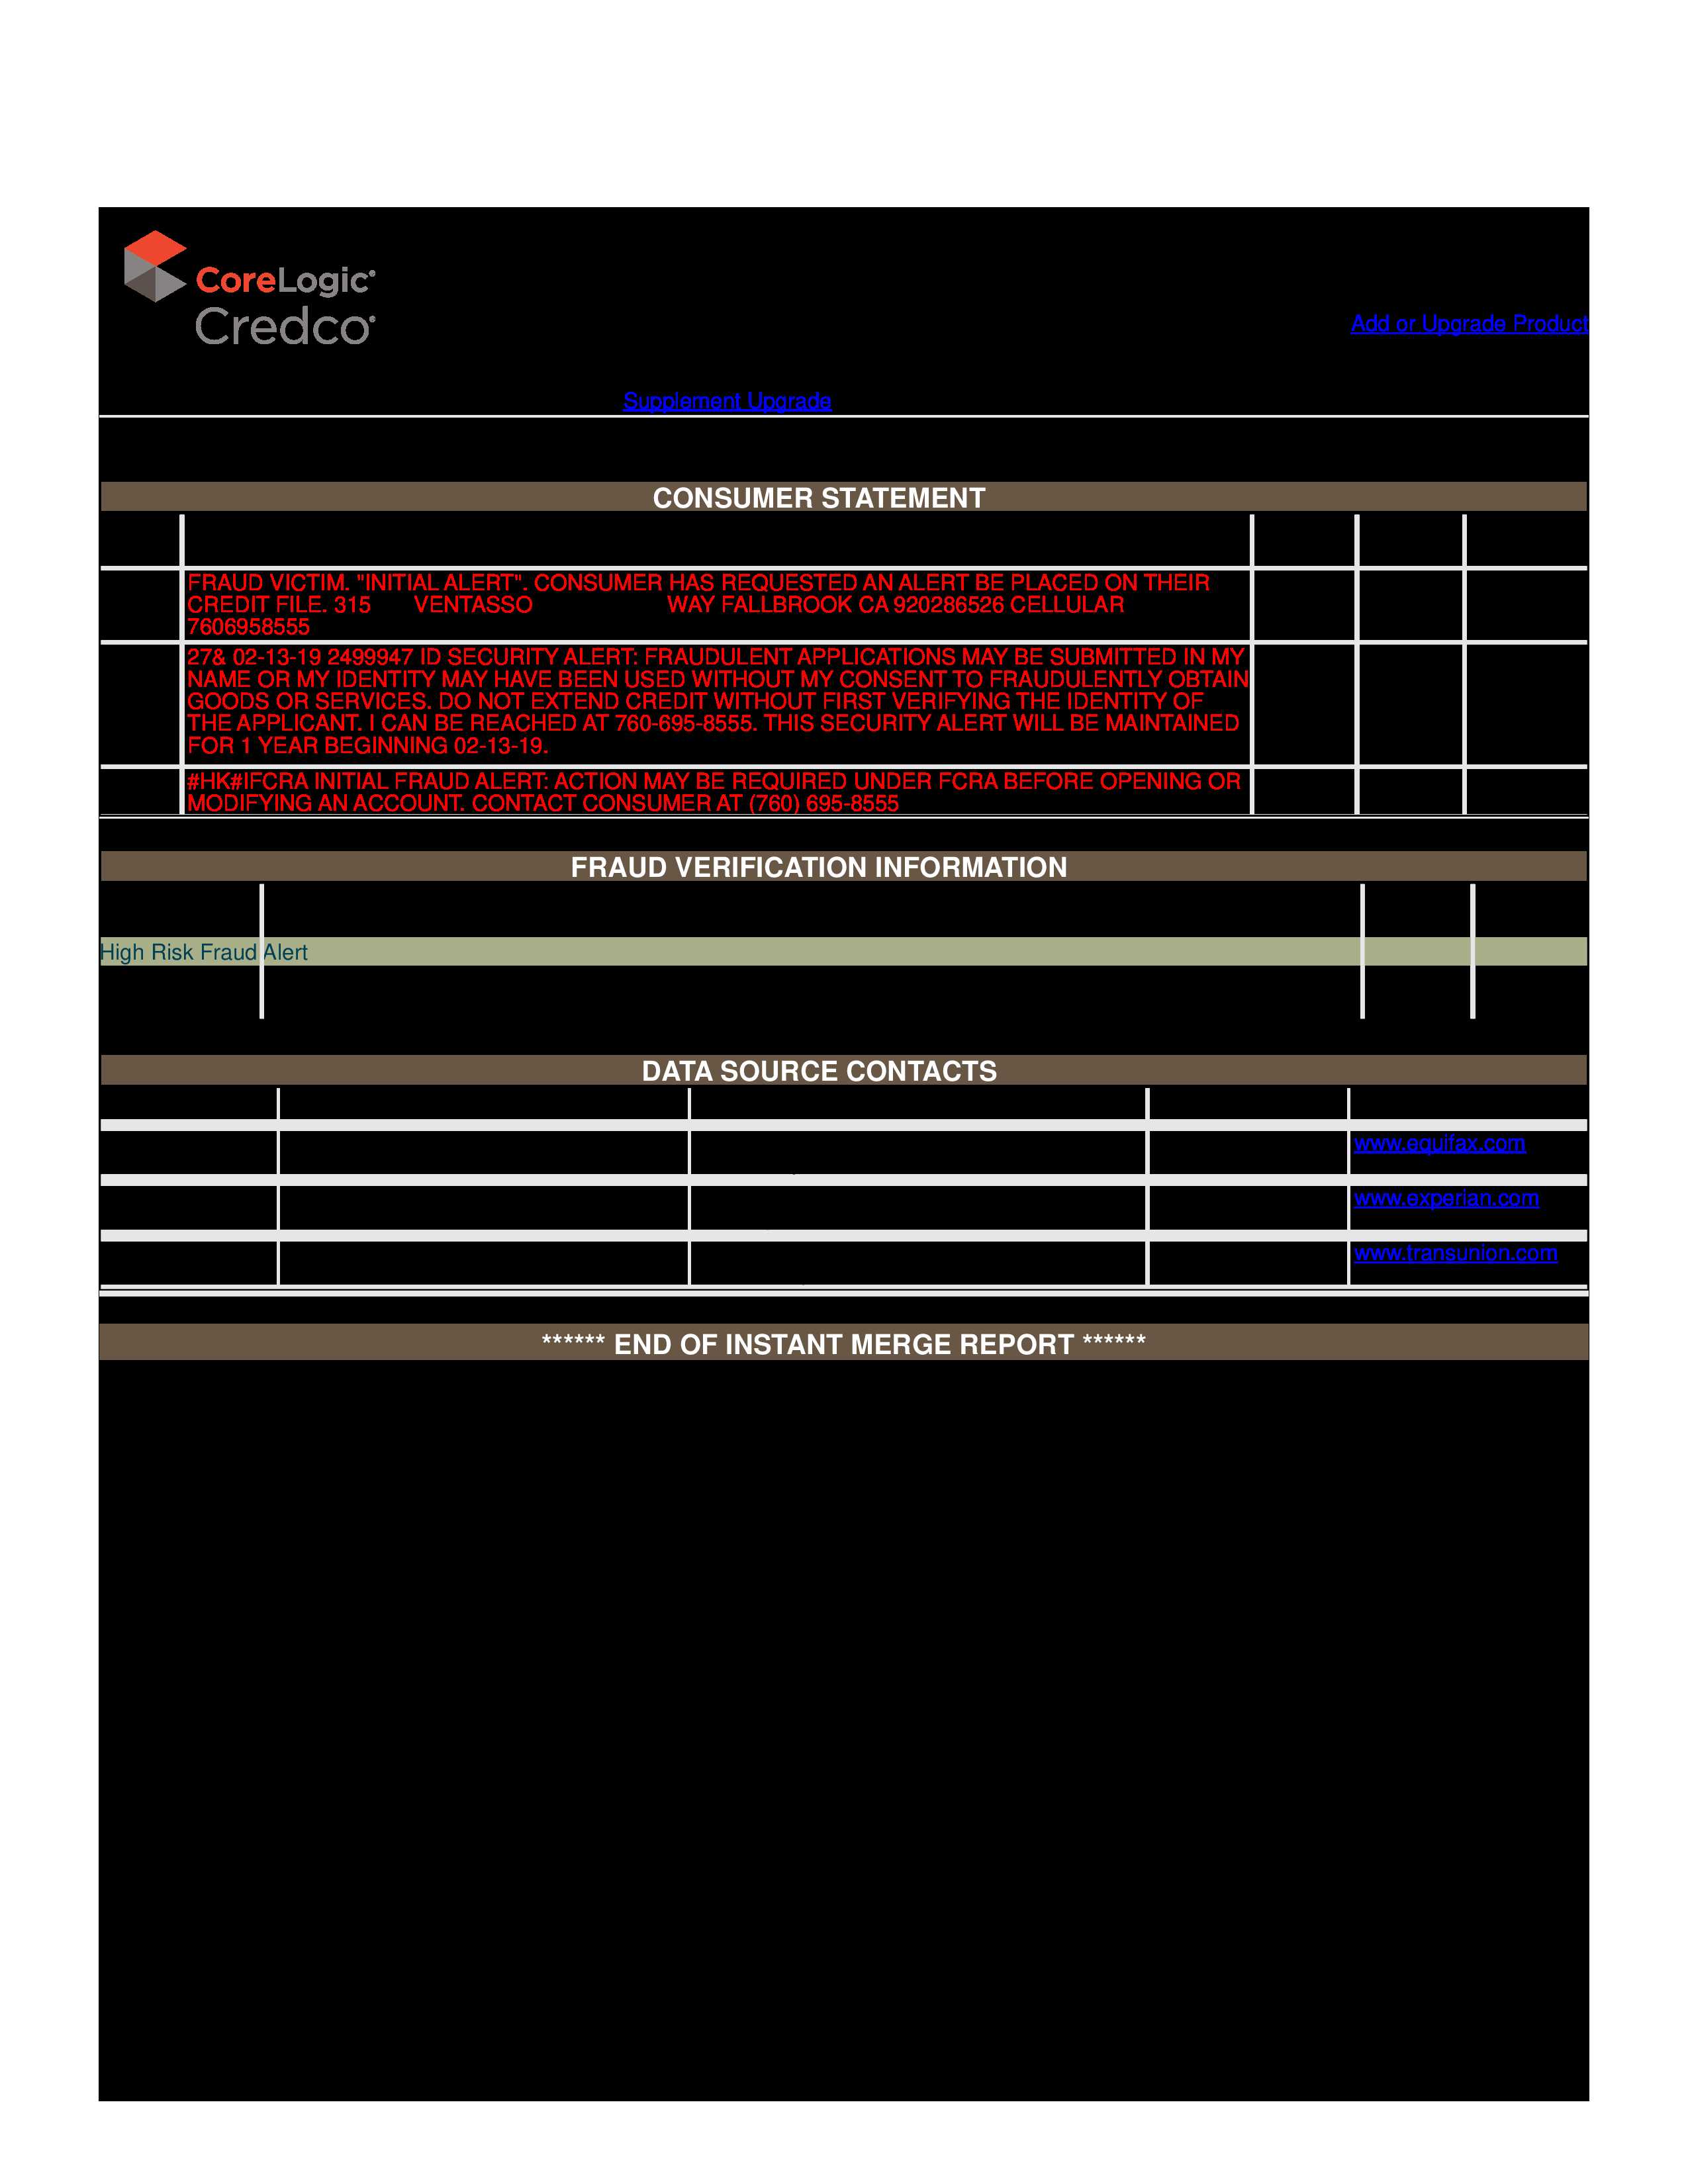 CoreLogic
Credco
Add or Upgrade Product
Supplement Upgrade
CONSUMER STATEMENT
FRAUD VICTIM. "INITIAL ALERT". CONSUMER HAS REQUESTED AN ALERT BE PLACED ON THEIR
CREDIT FILE. 315 VENTASSO WAY FALLBROOK CA 920286526 CELLULAR
7606958555
27& 02-13-19 2499947 ID SECURITY ALERT: FRAUDULENT APPLICATIONS MAY BE SUBMITTED IN MY
NAME OR MY IDENTITY MAY HAVE BEEN USED WITHOUT MY CONSENT TO FRAUDULENTLY OBTAIN
GOODS OR SERVICES. DO NOT EXTEND CREDIT WITHOUT FIRST VERIFYING THE IDENTITY OF
THE APPLICANT. I CAN BE REACHED AT 760-695-8555. THIS SECURITY ALERT WILL BE MAINTAINED
FOR 1 YEAR BEGINNING 02-13-19.
#HK#IFCRA INITIAL FRAUD ALERT: ACTION MAY BE REQUIRED UNDER FCRA BEFORE OPENING OR
MODIFYING AN ACCOUNT. CONTACT CONSUMER AT (760) 695-8555
FRAUD VERIFICATION INFORMATION
High Risk Fraud Alert
DATA SOURCE CONTACTS
www.equifax.com
www.experian.com
www.transunion.com
****** END OF INSTANT MERGE REPORT ******